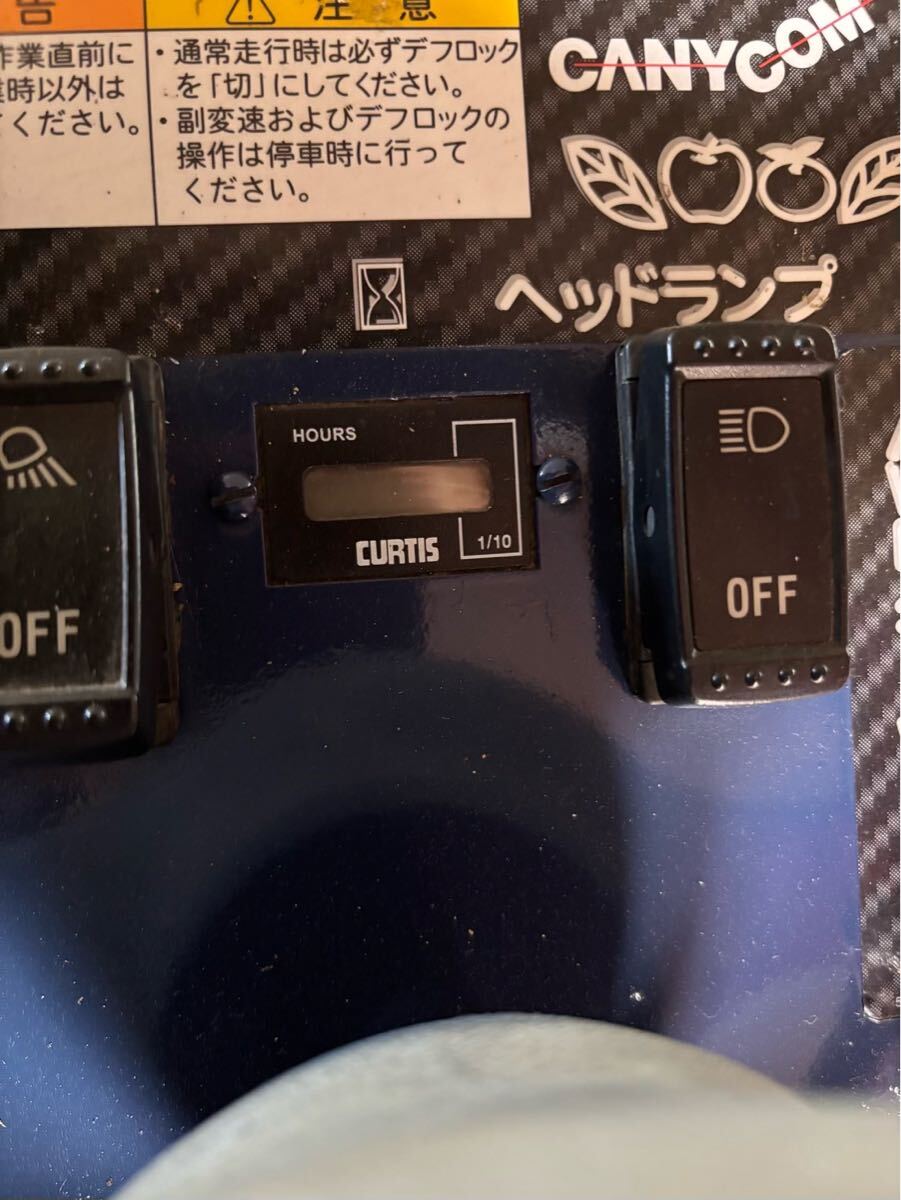 告
注意
作業直前に
業時以外は
てください。
・通常走行時は必ずデフロック
を「切」にしてください。
・副変速およびデフロックの
操作は停車時に行って
ください。
CANYCOM
ヘッドランプ
HOURS
CURTIS
1/10
OFF
OFF